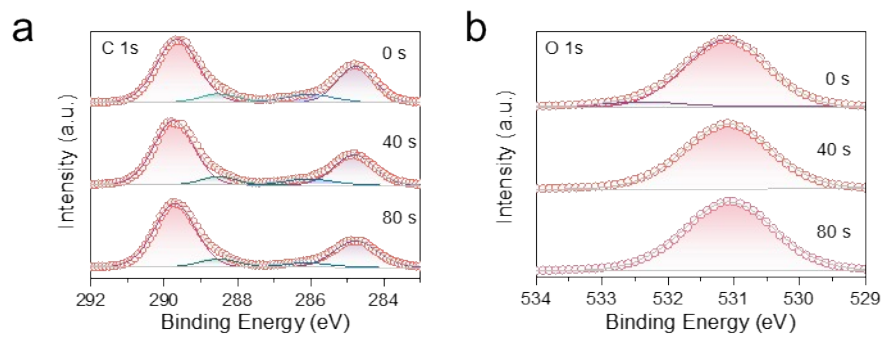 a
C 1s
0 s
40 s
80 s
Intensity (a.u.)
292 290 288 286 284
Binding Energy (eV)
b
O 1s
0 s
40 s
80 s
Intensity (a.u.)
534 533 532 531 530 529
Binding Energy (eV)